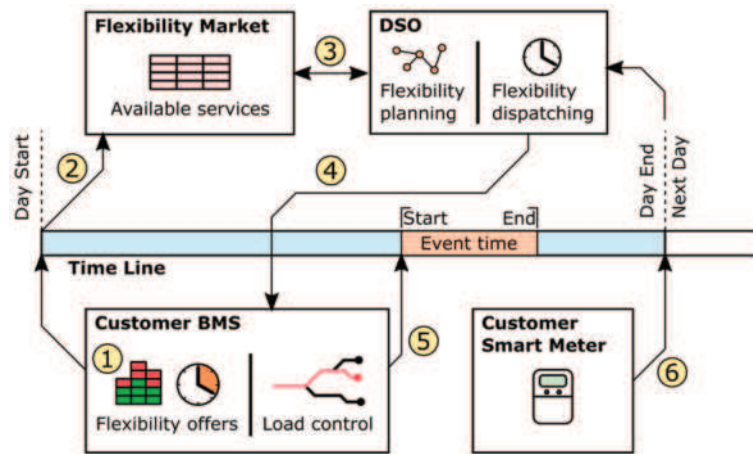 Flexibility Market
Available services
3
DSO
Flexibility
planning
Flexibility
dispatching
Day Start
2
4
Day End
Next Day
Start
End
Event time
Time Line
Customer BMS
1
Flexibility offers
Load control
5
Customer
Smart Meter
6